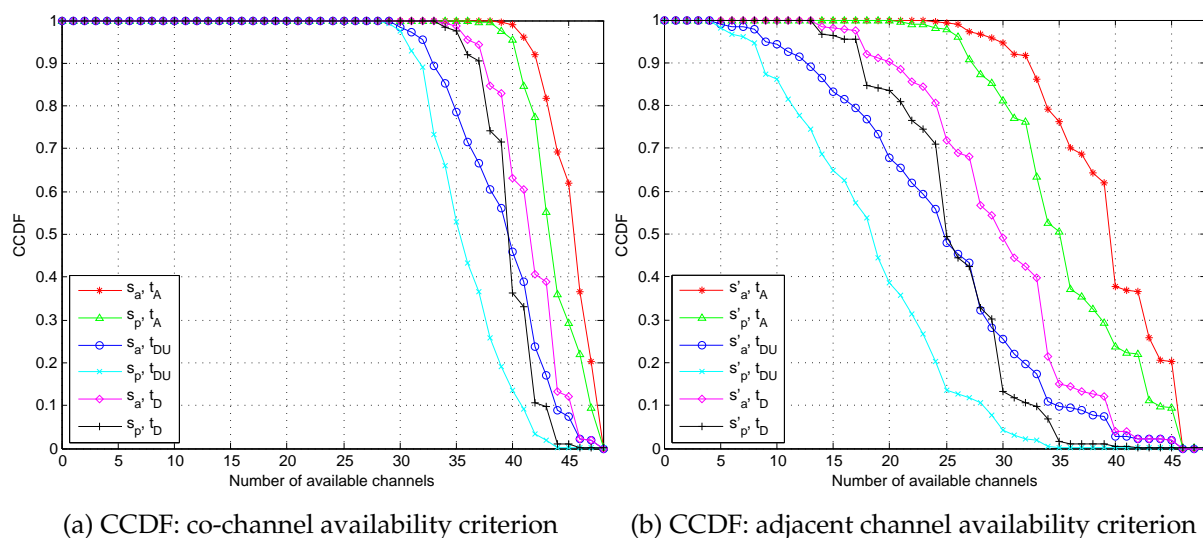 1
0.9
0.8
0.7
0.6
0.5
0.4
0.3
0.2
0.1
0
CCDF
s_a, t_A
s_p, t_A
s_a, t_DU
s_p, t_DU
s_a, t_D
s_p, t_D
0 5 10 15 20 25 30 35 40 45
Number of available channels
(a) CCDF: co-channel availability criterion
1
0.9
0.8
0.7
0.6
0.5
0.4
0.3
0.2
0.1
0
CCDF
s'_a, t_A
s'_p, t_A
s'_a, t_DU
s'_p, t_DU
s'_a, t_D
s'_p, t_D
0 5 10 15 20 25 30 35 40 45
Number of available channels
(b) CCDF: adjacent channel availability criterion